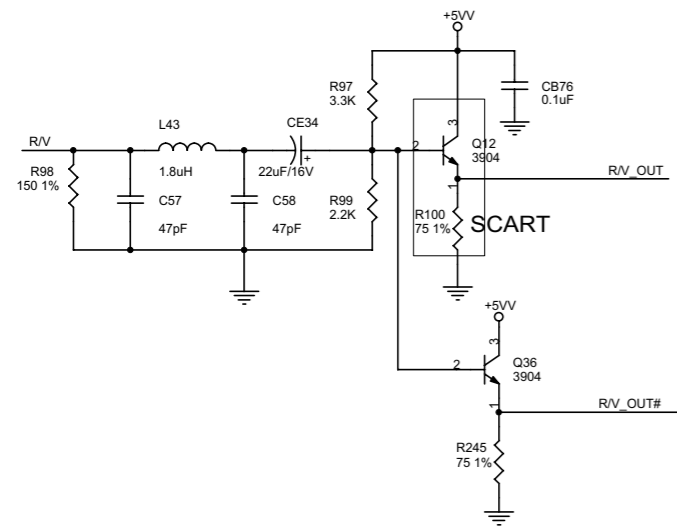 +5VV
R97
3.3K
CB76
0.1uF
L43
CE34
3
R/V
2
Q12
3904
R98
150 1%
1.8uH
22uF/16V
+
R/V_OUT
1
C57
C58
R99
2.2K
R100
75 1%
SCART
47pF
47pF
+5VV
3
2
Q36
3904
1
R/V_OUT#
R245
75 1%